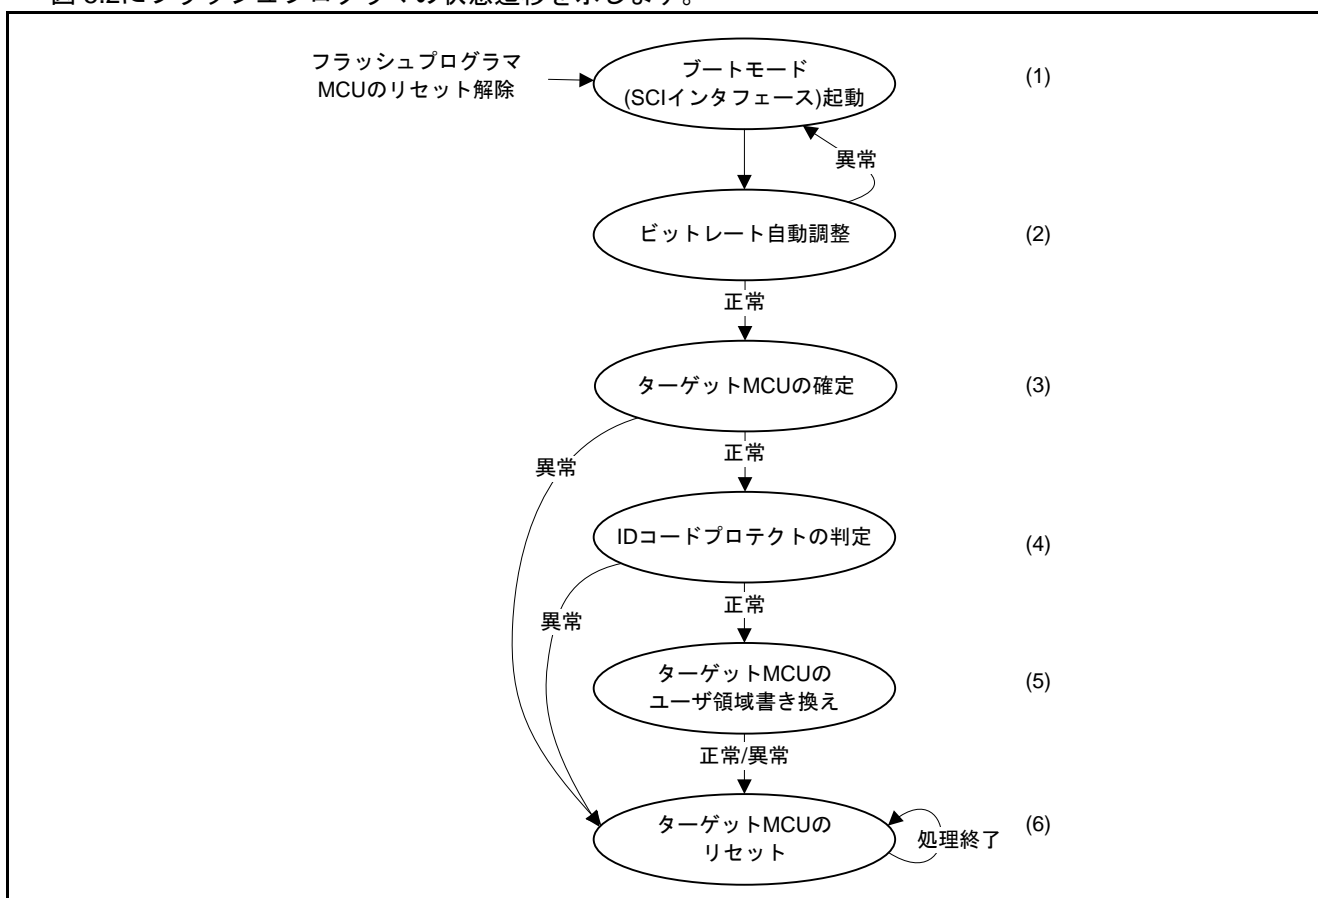 フラッシュプログラマ
MCUのリセット解除
ブートモード
(SCIインタフェース)起動
(1)
異常
ビットレート自動調整
(2)
正常
ターゲットMCUの確定
(3)
正常
異常
IDコードプロテクトの判定
(4)
正常
異常
ターゲットMCUの
ユーザ領域書き換え
(5)
正常/異常
ターゲットMCUの
リセット
処理終了
(6)